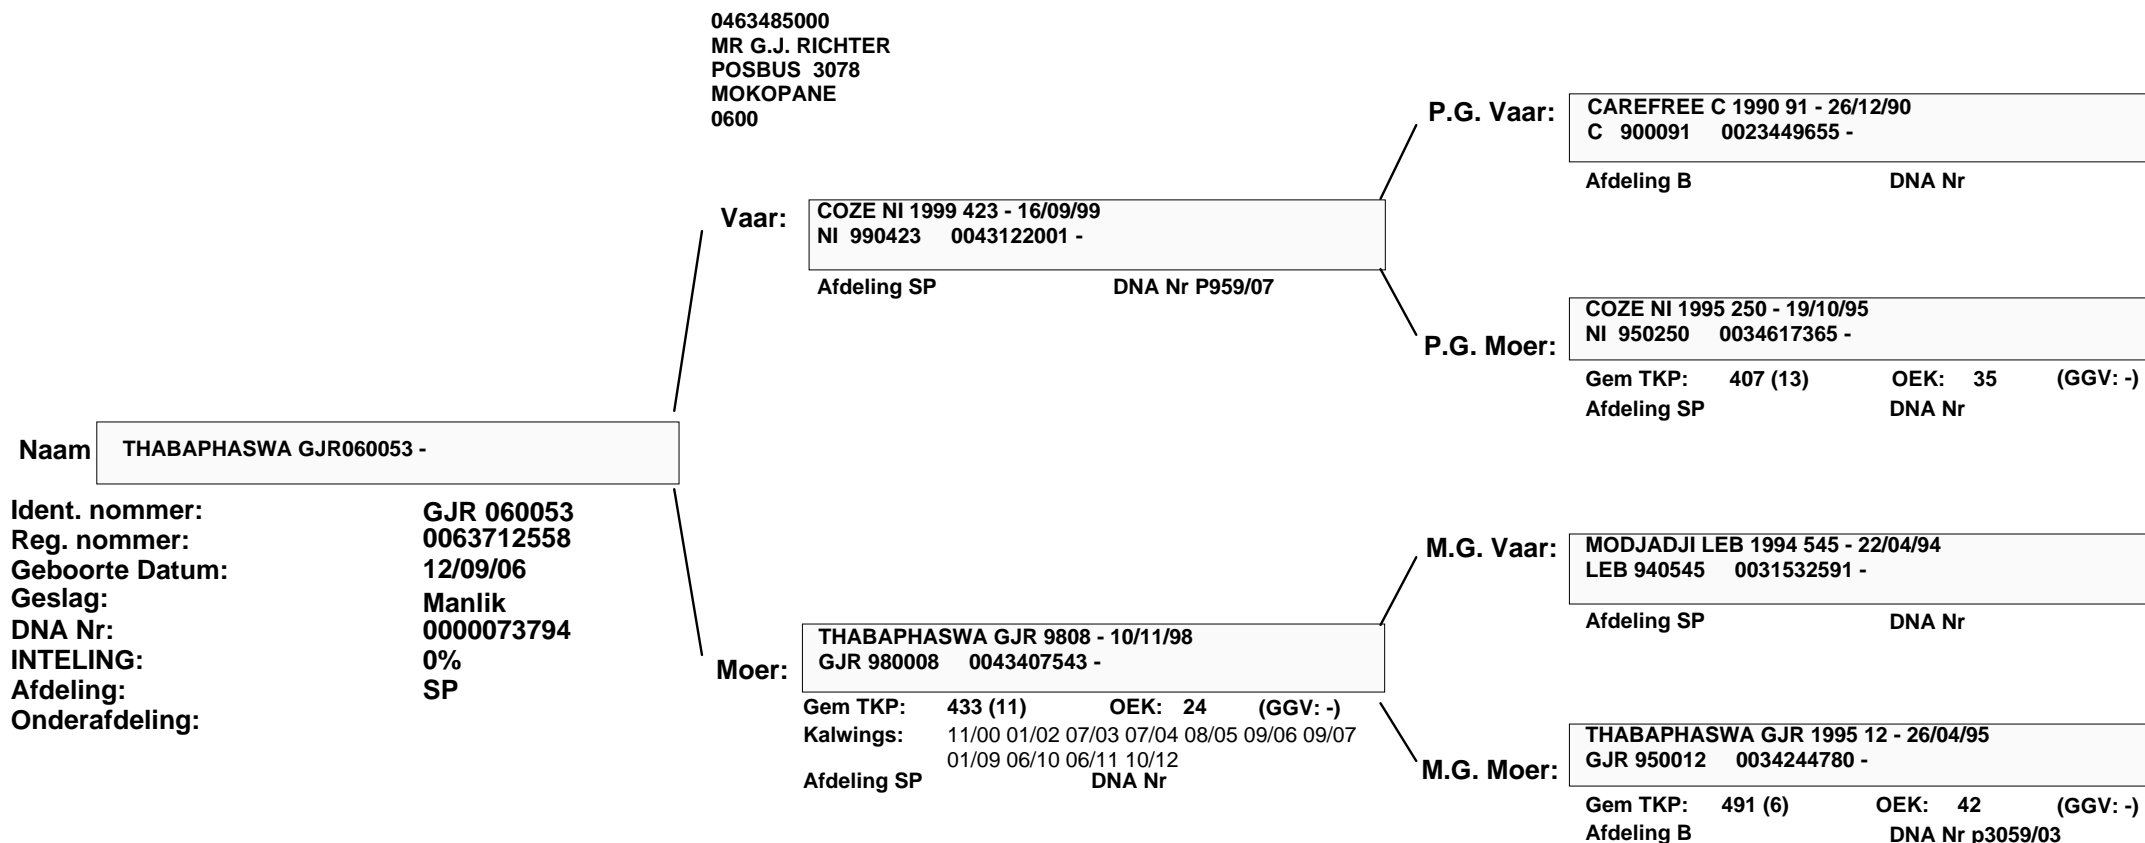 0463485000
MR G.J. RICHTER
POSBUS 3078
MOKOPANE
0600
P.G. Vaar:
CAREFREE C 1990 91 - 26/12/90
C 900091 0023449655 -
Afdeling B DNA Nr
Vaar:
COZE NI 1999 423 - 16/09/99
NI 990423 0043122001 -
Afdeling SP DNA Nr P959/07
P.G. Moer:
COZE NI 1995 250 - 19/10/95
NI 950250 0034617365 -
Gem TKP: 407 (13) OEK: 35 (GGV: -)
Afdeling SP DNA Nr
Naam THABAPHASWA GJR060053 -
Ident. nommer: GJR 060053
Reg. nommer: 0063712558
Geboorte Datum: 12/09/06
Geslag: Manlik
DNA Nr: 0000073794
INTELING: 0%
Afdeling: SP
Onderafdeling:
M.G. Vaar:
MODJADJI LEB 1994 545 - 22/04/94
LEB 940545 0031532591 -
Afdeling SP DNA Nr
Moer:
THABAPHASWA GJR 9808 - 10/11/98
GJR 980008 0043407543 -
Gem TKP: 433 (11) OEK: 24 (GGV: -)
Kalwings: 11/00 01/02 07/03 07/04 08/05 09/06 09/07
01/09 06/10 06/11 10/12
Afdeling SP DNA Nr
M.G. Moer:
THABAPHASWA GJR 1995 12 - 26/04/95
GJR 950012 0034244780 -
Gem TKP: 491 (6) OEK: 42 (GGV: -)
Afdeling B DNA Nr p3059/03